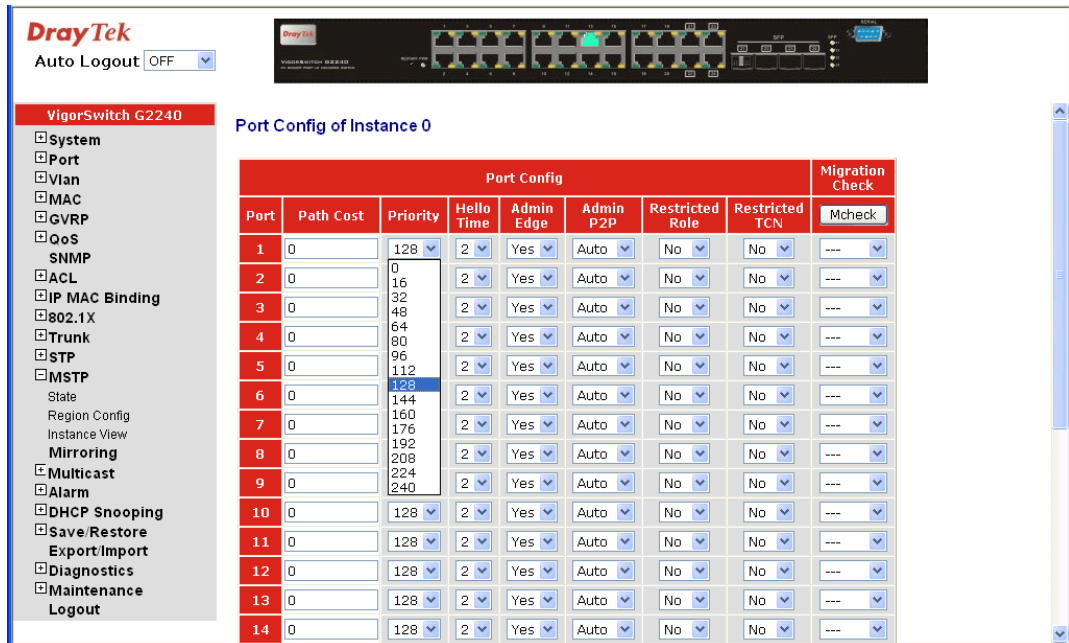 DrayTek
Auto Logout OFF
DrayTek
VIGORSWITCH G2240
SFP
SERIAL
VigorSwitch G2240
System
Port
Vlan
MAC
GVRP
QoS
SNMP
ACL
IP MAC Binding
802.1X
Trunk
STP
MSTP
State
Region Config
Instance View
Mirroring
Multicast
Alarm
DHCP Snooping
Save/Restore
Export/Import
Diagnostics
Maintenance
Logout
Port Config of Instance 0
Port Config Migration Check
Port Path Cost Priority Hello Time Admin Edge Admin P2P Restricted Role Restricted TCN Mcheck
1 0 128 2 Yes Auto No No ---
0
16
32
48
64
80
96
112
128
144
160
176
192
208
224
240
2 0 2 Yes Auto No No ---
3 0 2 Yes Auto No No ---
4 0 2 Yes Auto No No ---
5 0 2 Yes Auto No No ---
6 0 2 Yes Auto No No ---
7 0 2 Yes Auto No No ---
8 0 2 Yes Auto No No ---
9 0 2 Yes Auto No No ---
10 0 128 2 Yes Auto No No ---
11 0 128 2 Yes Auto No No ---
12 0 128 2 Yes Auto No No ---
13 0 128 2 Yes Auto No No ---
14 0 128 2 Yes Auto No No ---